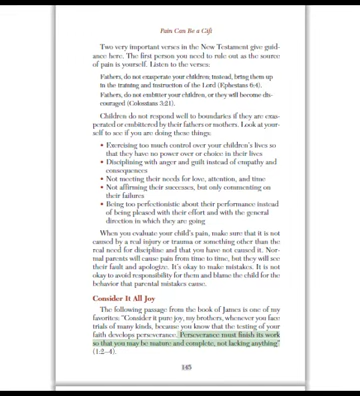 Pain Can Be a Gift
Two very important verses in the New Testament give guid-
ance here. The first person you need to rule out as the source
of pain is yourself. Listen to the verses:
Fathers, do not exasperate your children; instead, bring them up
in the training and instruction of the Lord (Ephesians 6:4).
Fathers, do not embitter your children, or they will become dis-
couraged (Colossians 3:21).
Children do not respond well to boundaries if they are exas-
perated or embittered by their fathers or mothers. Look at your-
self to see if you are doing these things:
• Exercising too much control over your children's lives so
that they have no power over or choice in their lives
• Disciplining with anger and guilt instead of empathy and
consequences
• Not meeting their needs for love, attention, and time
• Not affirming their successes, but only commenting on
their failures
• Being too perfectionistic about their performance instead
of being pleased with their effort and with the general
direction in which they are going
When you evaluate your child's pain, make sure that it is not
caused by a real injury or trauma or something other than the
real need for discipline and that you have not caused it. Nor-
mal parents will cause pain from time to time, but they will see
their fault and apologize. It's okay to make mistakes. It is not
okay to avoid responsibility for them and blame the child for the
behavior that parental mistakes cause.
Consider It All Joy
The following passage from the book of James is one of my
favorites: "Consider it pure joy, my brothers, whenever you face
trials of many kinds, because you know that the testing of your
faith develops perseverance. Perseverance must finish its work
so that you may be mature and complete, not lacking anything"
(1:2–4).
145